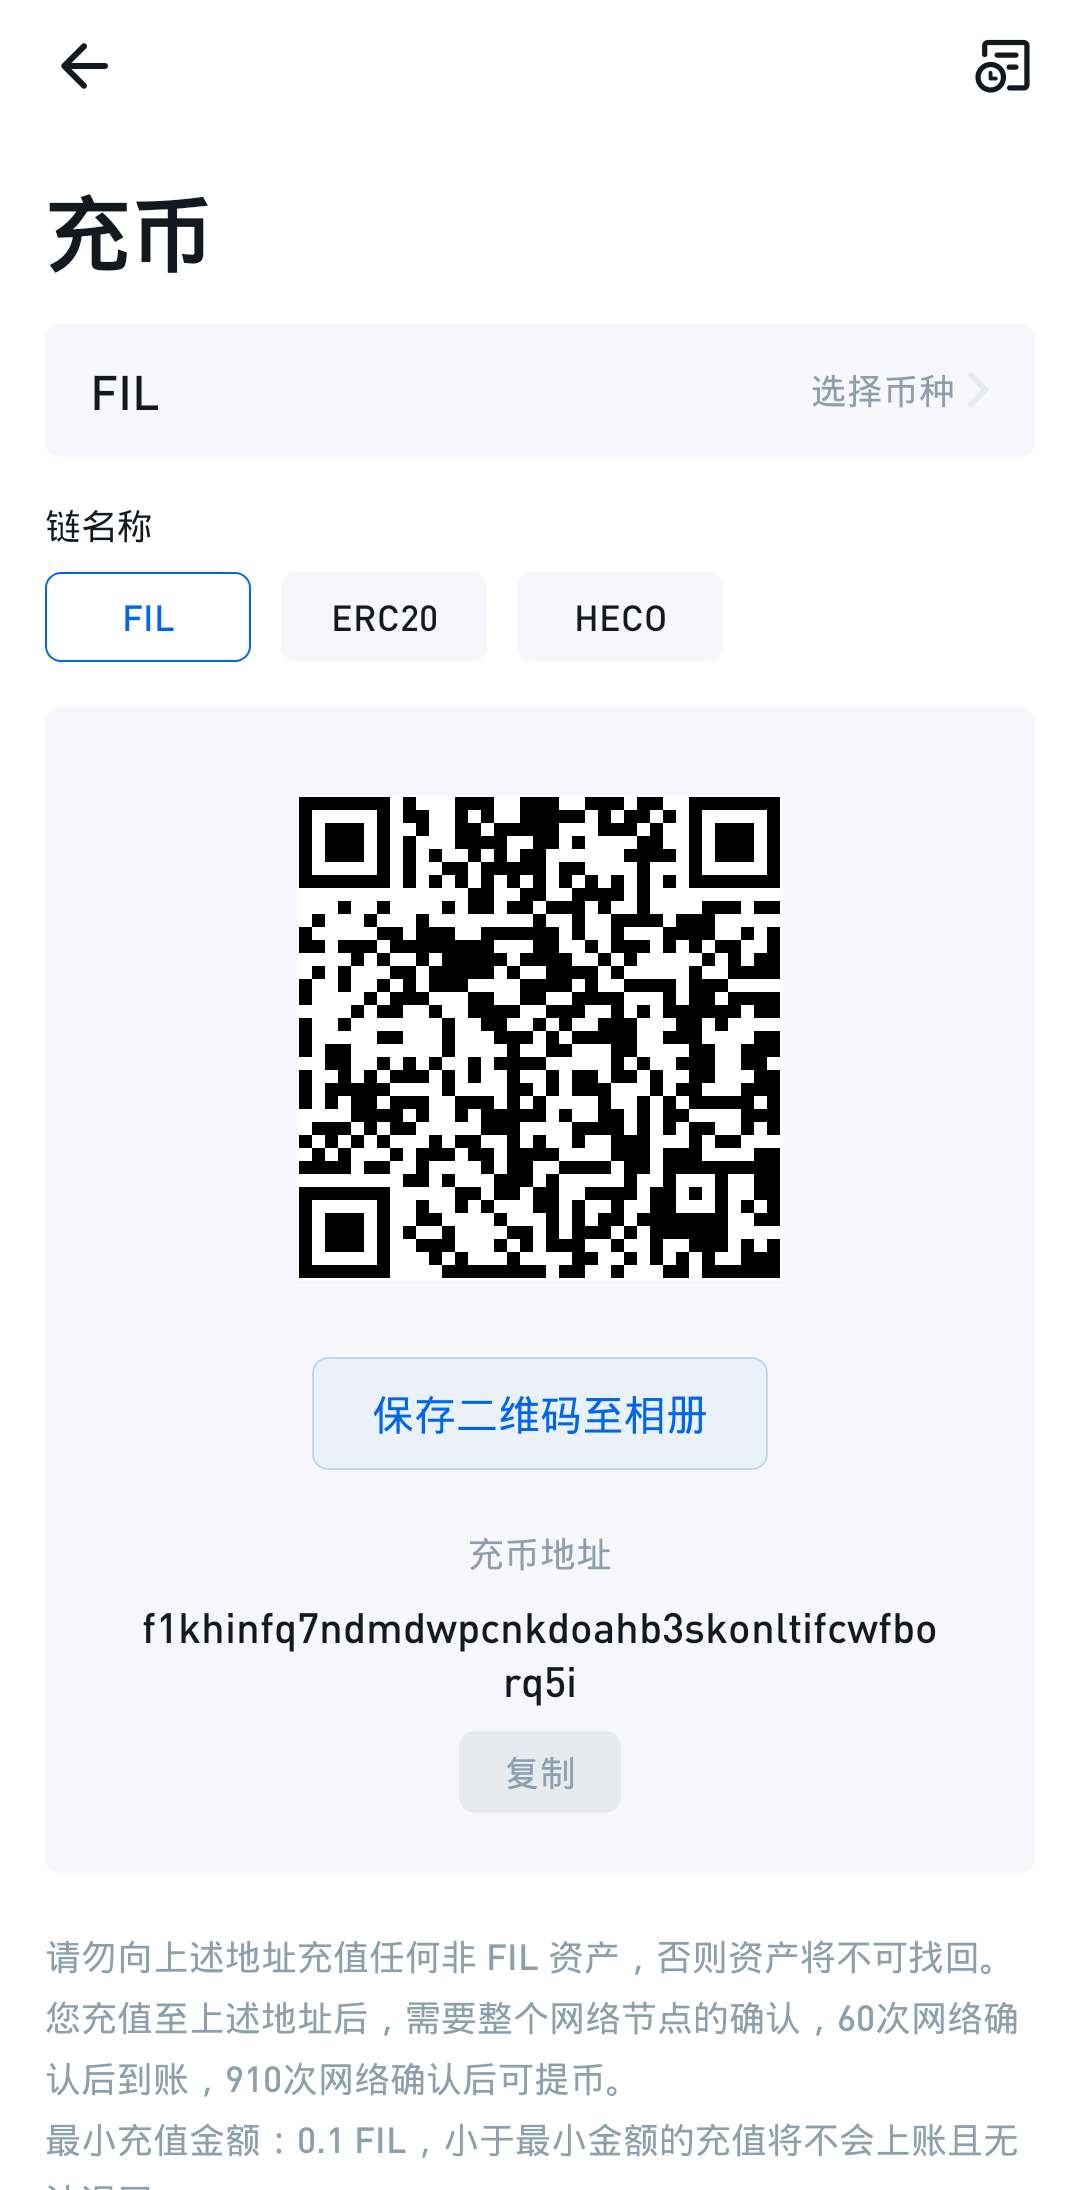 充币
FIL 选择币种
链名称
FIL ERC20 HECO
保存二维码至相册
充币地址
f1khinfq7ndmdwpcnkdoahb3skonltifcwfbo
rq5i
复制
请勿向上述地址充值任何非 FIL 资产，否则资产将不可找回。
您充值至上述地址后，需要整个网络节点的确认，60次网络确
认后到账，910次网络确认后可提币。
最小充值金额：0.1 FIL，小于最小金额的充值将不会上账且无